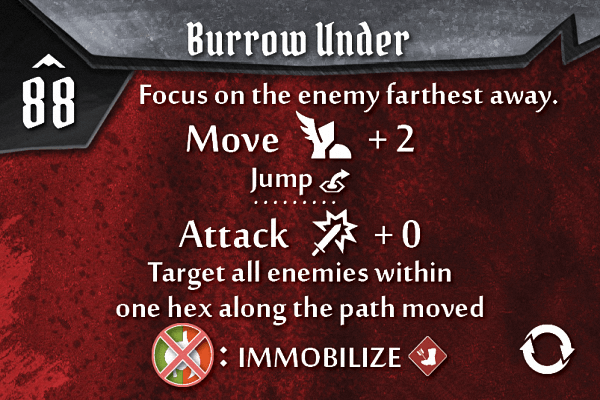 Burrow Under
88
Focus on the enemy farthest away.
Move + 2
Jump
Attack + 0
Target all enemies within
one hex along the path moved
: IMMOBILIZE